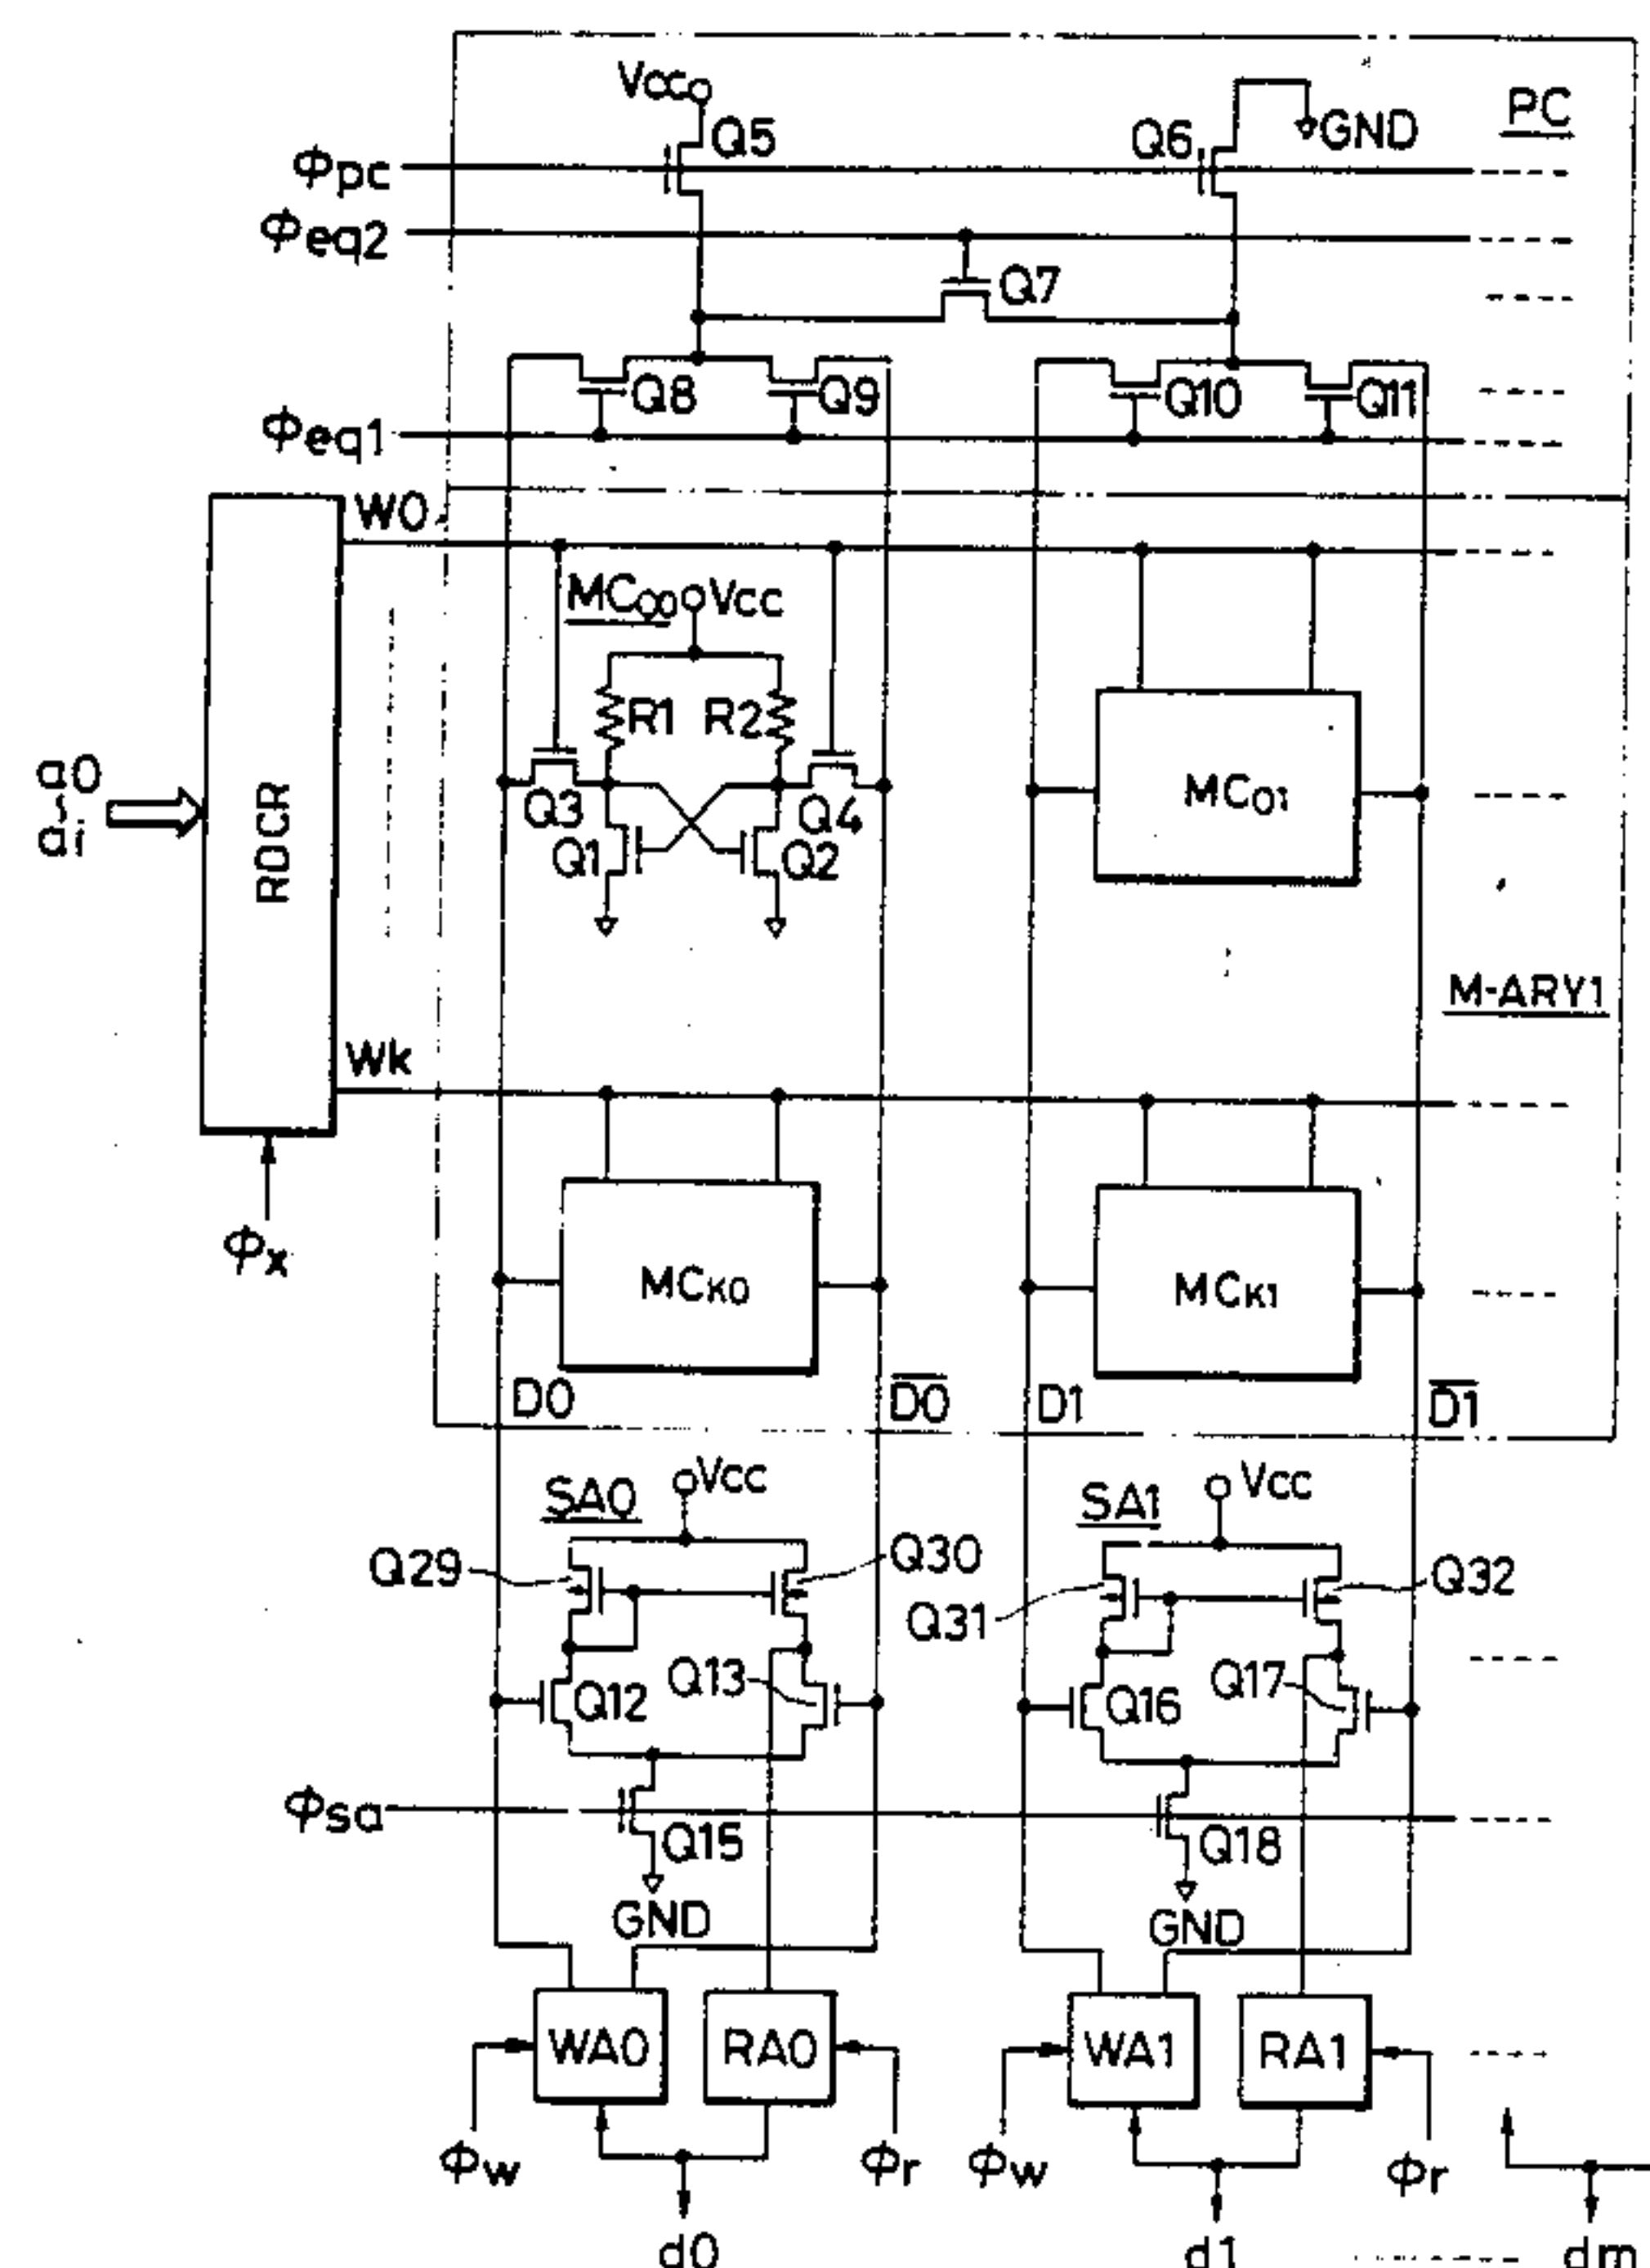 Vcc
Q5
Q6
GND
PC
Φpc
Φeq2
Q7
Q8
Q9
Q10
Q11
Φeq1
W0
MC00
Vcc
R1
R2
a0
~
ai
RDCR
Q3
Q4
Q1
Q2
MC01
M-ARY1
Wk
Φx
MCK0
MCK1
D0
D0
D1
D1
SA0
Vcc
SA1
Vcc
Q29
Q30
Q31
Q32
Q12
Q13
Q16
Q17
Φsa
Q15
Q18
GND
GND
WA0
RA0
WA1
RA1
Φw
Φr
Φw
Φr
d0
d1
dm